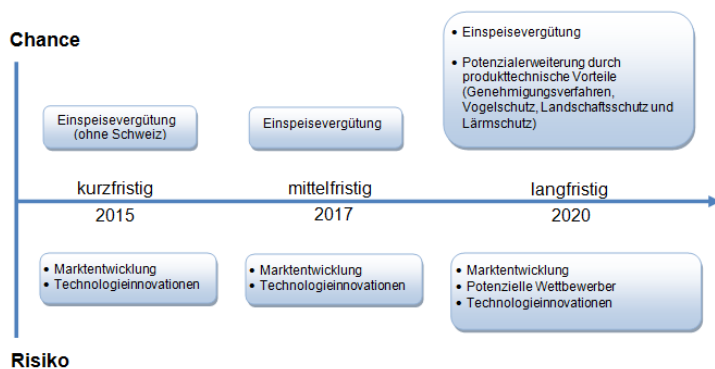 Chance
• Einspeisevergütung
• Potenzialerweiterung durch
produkttechnische Vorteile
(Genehmigungsverfahren,
Vogelschutz, Landschaftsschutz und
Lärmschutz)
Einspeisevergütung
(ohne Schweiz)
Einspeisevergütung
kurzfristig
mittelfristig
langfristig
2015
2017
2020
• Marktentwicklung
• Technologieinnovationen
• Marktentwicklung
• Technologieinnovationen
• Marktentwicklung
• Potenzielle Wettbewerber
• Technologieinnovationen
Risiko